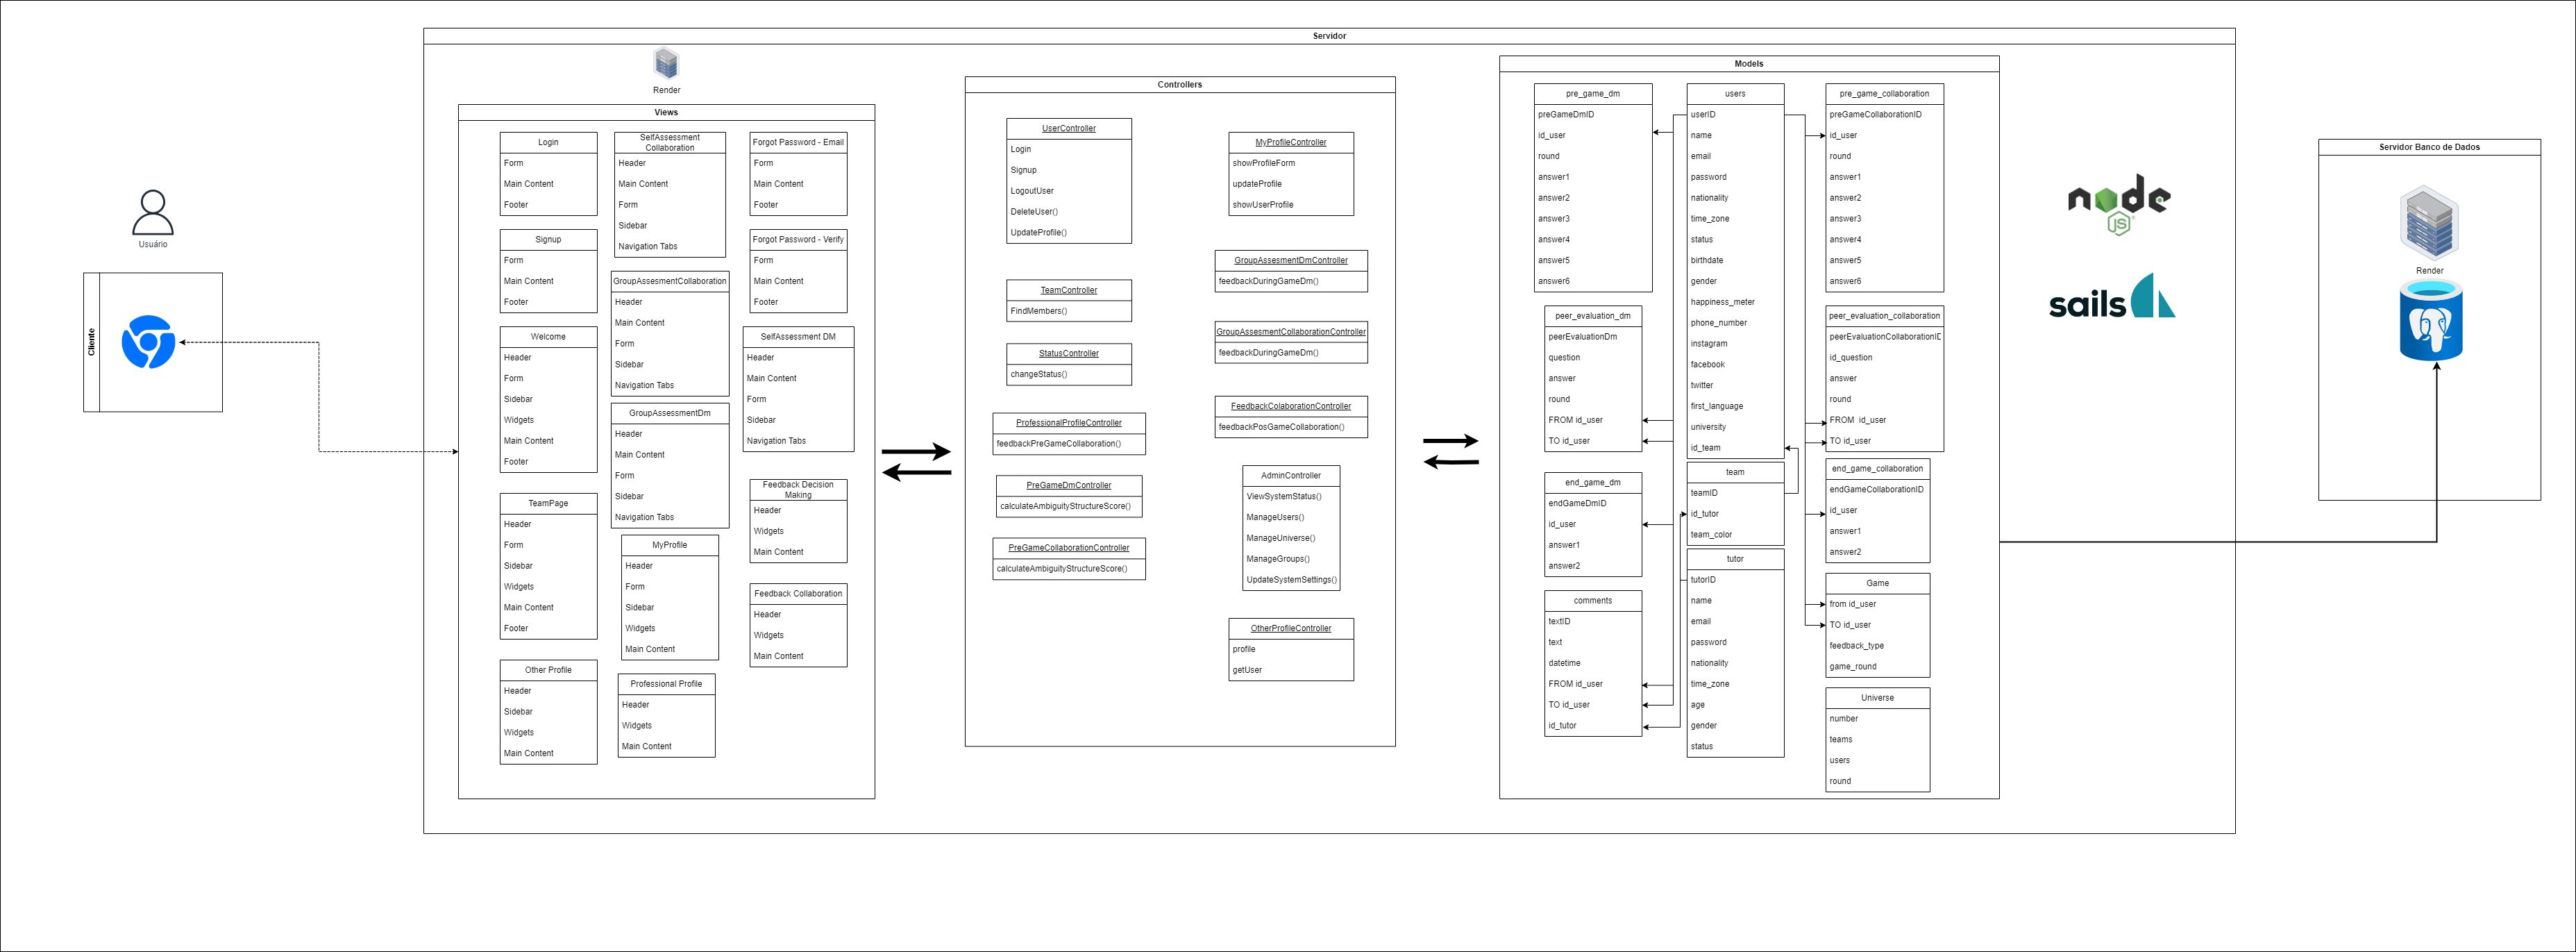 Servidor
Usuário
Cliente
Render
Views
Login
Form
Main Content
Footer
Signup
Form
Main Content
Footer
Welcome
Header
Form
Sidebar
Widgets
Main Content
Footer
TeamPage
Header
Form
Sidebar
Widgets
Main Content
Footer
Other Profile
Header
Sidebar
Widgets
Main Content
SelfAssessment
Collaboration
Header
Main Content
Form
Sidebar
Navigation Tabs
GroupAssesmentCollaboration
Header
Main Content
Form
Sidebar
Navigation Tabs
GroupAssessmentDm
Header
Main Content
Form
Sidebar
Navigation Tabs
MyProfile
Header
Form
Sidebar
Widgets
Main Content
Professional Profile
Header
Widgets
Main Content
Forgot Password - Email
Form
Main Content
Footer
Forgot Password - Verify
Form
Main Content
Footer
SelfAssessment DM
Header
Main Content
Form
Sidebar
Navigation Tabs
Feedback Decision
Making
Header
Widgets
Main Content
Feedback Collaboration
Header
Widgets
Main Content
Controllers
UserController
Login
Signup
LogoutUser
DeleteUser()
UpdateProfile()
TeamController
FindMembers()
StatusController
changeStatus()
ProfessionalProfileController
feedbackPreGameCollaboration()
PreGameDmController
calculateAmbiguityStructureScore()
PreGameCollaborationController
calculateAmbiguityStructureScore()
MyProfileController
showProfileForm
updateProfile
showUserProfile
GroupAssesmentDmController
feedbackDuringGameDm()
GroupAssesmentCollaborationController
feedbackDuringGameDm()
FeedbackColaborationController
feedbackPosGameCollaboration()
AdminController
ViewSystemStatus()
ManageUsers()
ManageUniverse()
ManageGroups()
UpdateSystemSettings()
OtherProfileController
profile
getUser
Models
pre_game_dm
preGameDmID
id_user
round
answer1
answer2
answer3
answer4
answer5
answer6
peer_evaluation_dm
peerEvaluationDm
question
answer
round
FROM id_user
TO id_user
end_game_dm
endGameDmID
id_user
answer1
answer2
comments
textID
text
datetime
FROM id_user
TO id_user
id_tutor
users
userID
name
email
password
nationality
time_zone
status
birthdate
gender
happiness_meter
phone_number
instagram
facebook
twitter
first_language
university
id_team
team
teamID
id_tutor
team_color
tutor
tutorID
name
email
password
nationality
time_zone
age
gender
status
pre_game_collaboration
preGameCollaborationID
id_user
round
answer1
answer2
answer3
answer4
answer5
answer6
peer_evaluation_collaboration
peerEvaluationCollaborationID
id_question
answer
round
FROM id_user
TO id_user
end_game_collaboration
endGameCollaborationID
id_user
answer1
answer2
Game
from id_user
TO id_user
feedback_type
game_round
Universe
number
teams
users
round
node
JS
sails
Servidor Banco de Dados
Render